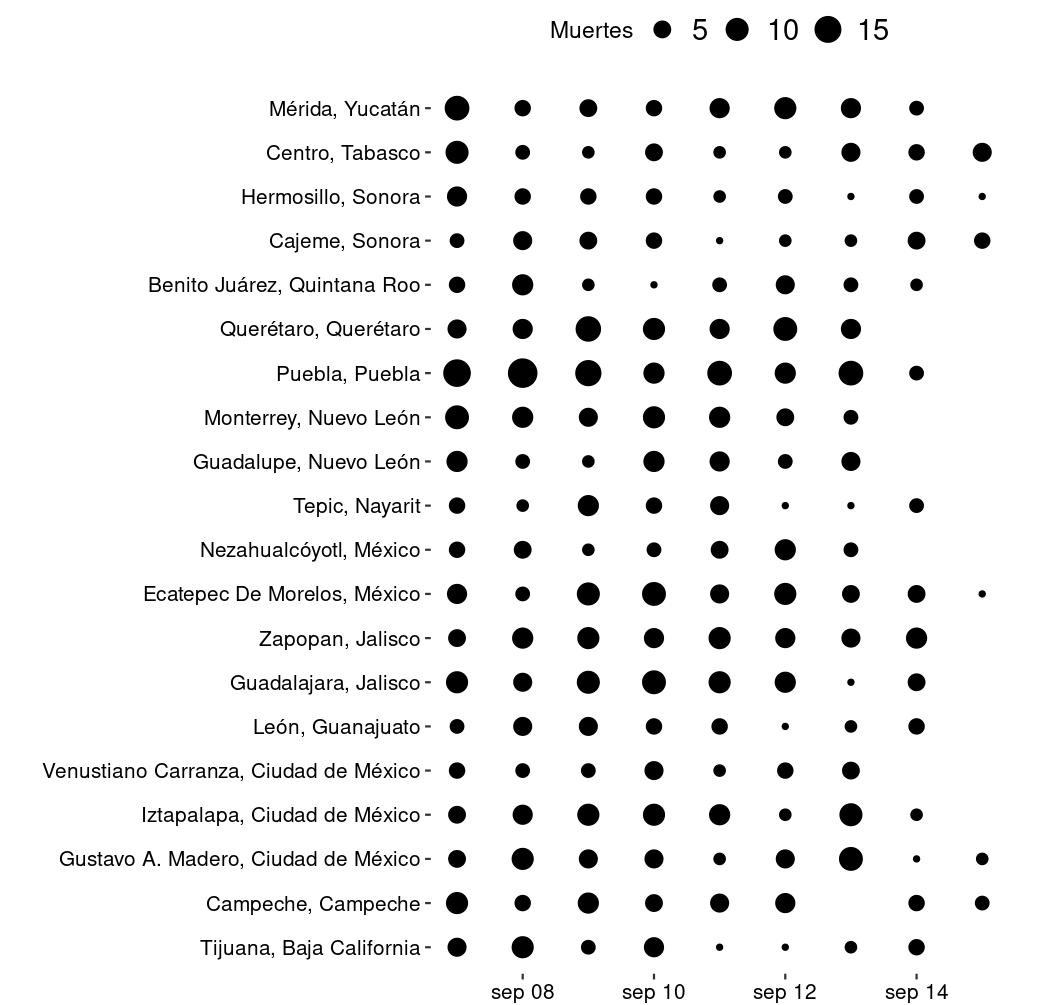 Muertes 5 10 15
Mérida, Yucatán
Centro, Tabasco
Hermosillo, Sonora
Cajeme, Sonora
Benito Juárez, Quintana Roo
Querétaro, Querétaro
Puebla, Puebla
Monterrey, Nuevo León
Guadalupe, Nuevo León
Tepic, Nayarit
Nezahualcóyotl, México
Ecatepec De Morelos, México
Zapopan, Jalisco
Guadalajara, Jalisco
León, Guanajuato
Venustiano Carranza, Ciudad de México
Iztapalapa, Ciudad de México
Gustavo A. Madero, Ciudad de México
Campeche, Campeche
Tijuana, Baja California
sep 08 sep 10 sep 12 sep 14